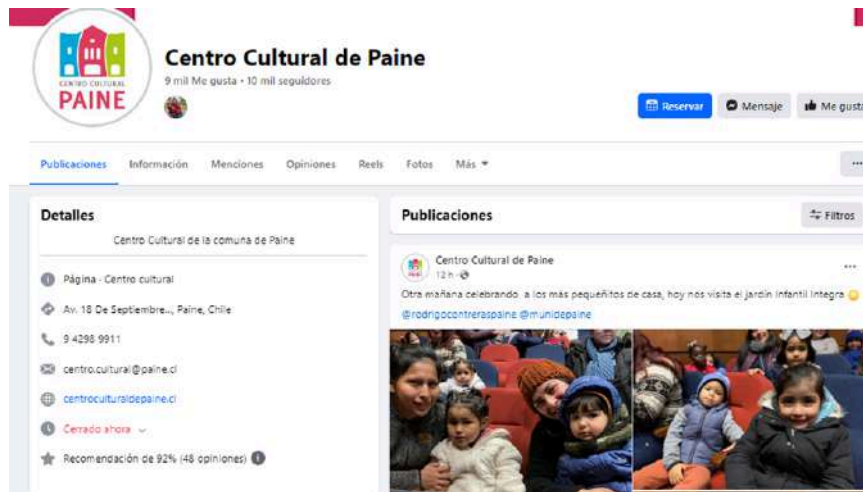 CENTRO CULTURAL
PAINE
Centro Cultural de Paine
9 mil Me gusta • 10 mil seguidores
Reservar
Mensaje
Me gusta
Publicaciones
Información
Menciones
Opiniones
Reels
Fotos
Más
Detalles
Centro Cultural de la comuna de Paine
Página · Centro cultural
Av. 18 De Septiembre..., Paine, Chile
9 4298 9911
centro.cultural@paine.cl
centroculturaldepaine.cl
Cerrado ahora
Recomendación de 92% (48 opiniones)
Publicaciones
Filtros
Centro Cultural de Paine
12 h ·
Otra mañana celebrando a los más pequeñitos de casa, hoy nos visita el jardín infantil Integra
@rodrigocontreraspaine @munidepaine